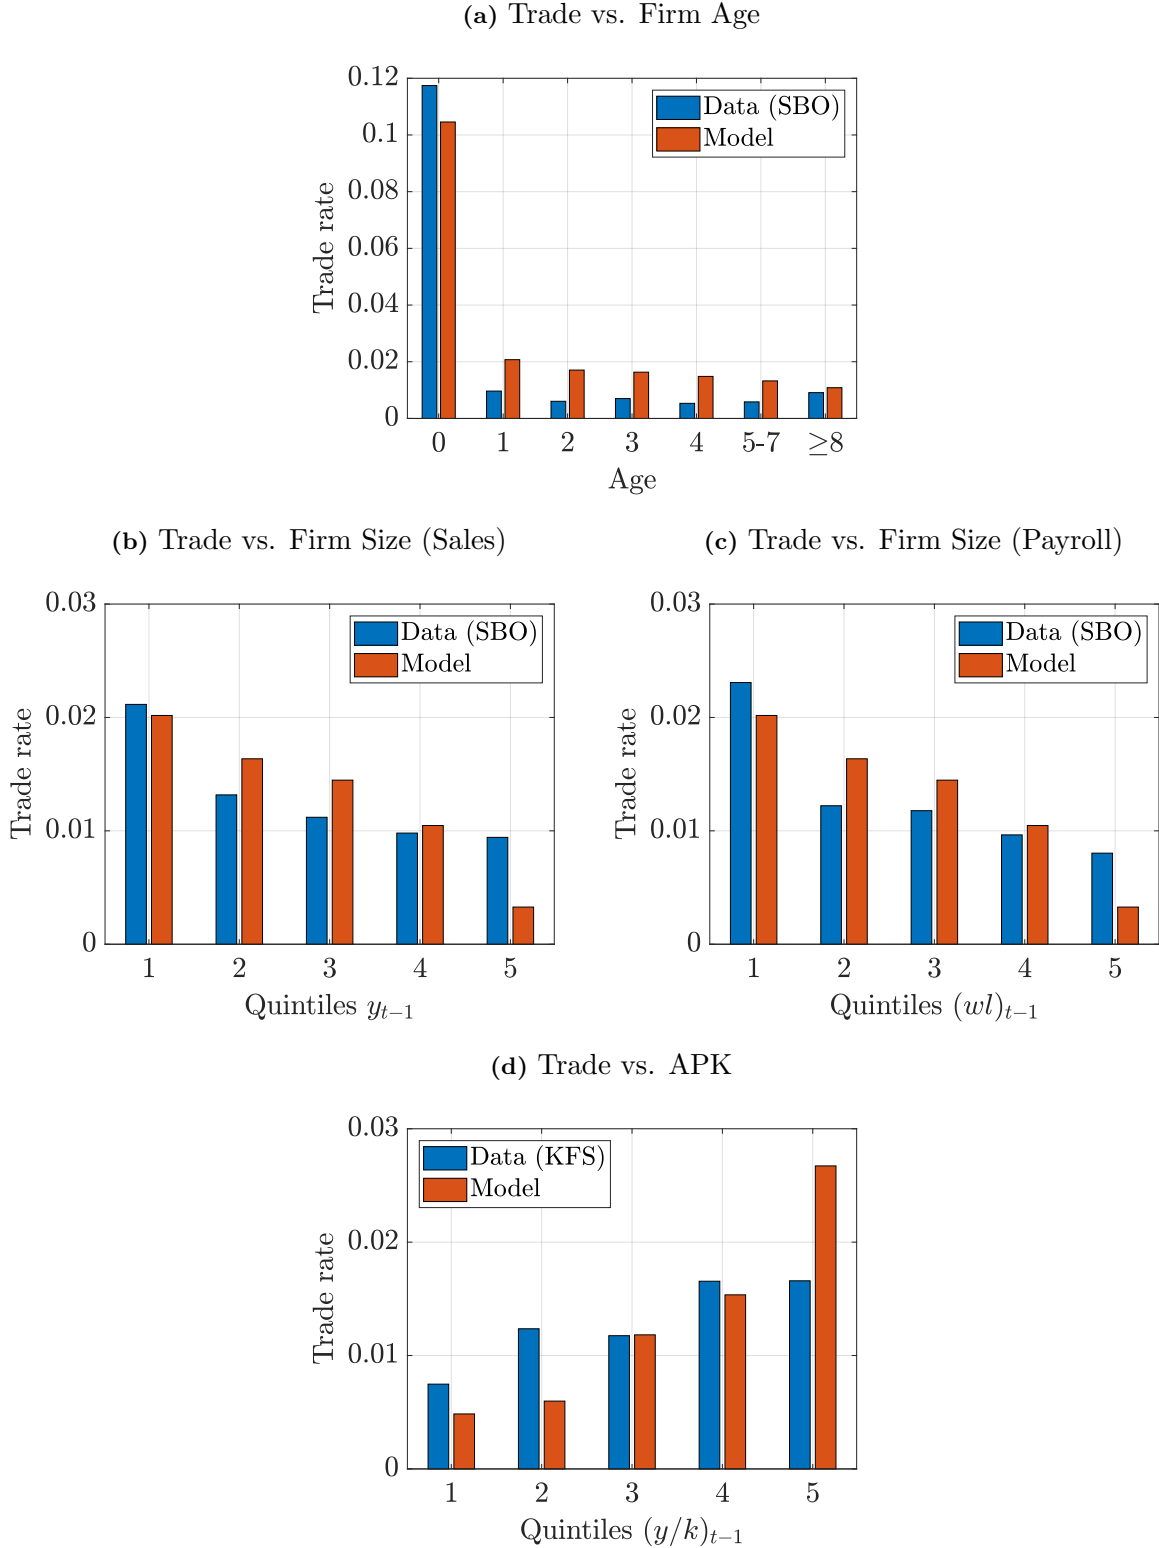 (a) Trade vs. Firm Age
0.12
0.1
0.08
0.06
0.04
0.02
0
Trade rate
Data (SBO)
Model
0 1 2 3 4 5-7 ≥8
Age
(b) Trade vs. Firm Size (Sales)
0.03
0.02
0.01
0
Trade rate
Data (SBO)
Model
1 2 3 4 5
Quintiles y_{t−1}
(c) Trade vs. Firm Size (Payroll)
0.03
0.02
0.01
0
Trade rate
Data (SBO)
Model
1 2 3 4 5
Quintiles (wl)_{t−1}
(d) Trade vs. APK
0.03
0.02
0.01
0
Trade rate
Data (KFS)
Model
1 2 3 4 5
Quintiles (y/k)_{t−1}